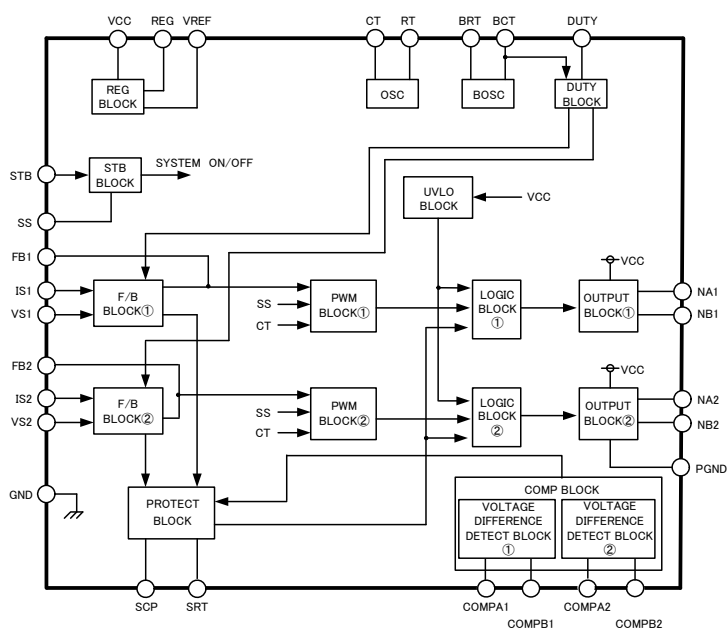 VCC REG VREF CT RT BRT BCT DUTY
REG
BLOCK
OSC
BOSC
DUTY
BLOCK
STB
STB
BLOCK
SYSTEM ON/OFF
UVLO
BLOCK
VCC
SS
FB1
IS1
VS1
F/B
BLOCK①
SS
CT
PWM
BLOCK①
LOGIC
BLOCK
①
VCC
OUTPUT
BLOCK①
NA1
NB1
FB2
IS2
VS2
F/B
BLOCK②
SS
CT
PWM
BLOCK②
LOGIC
BLOCK
②
VCC
OUTPUT
BLOCK②
NA2
NB2
PGND
GND
PROTECT
BLOCK
COMP BLOCK
VOLTAGE
DIFFERENCE
DETECT BLOCK
①
VOLTAGE
DIFFERENCE
DETECT BLOCK
②
SCP SRT COMPA1 COMPA2
COMPB1 COMPB2